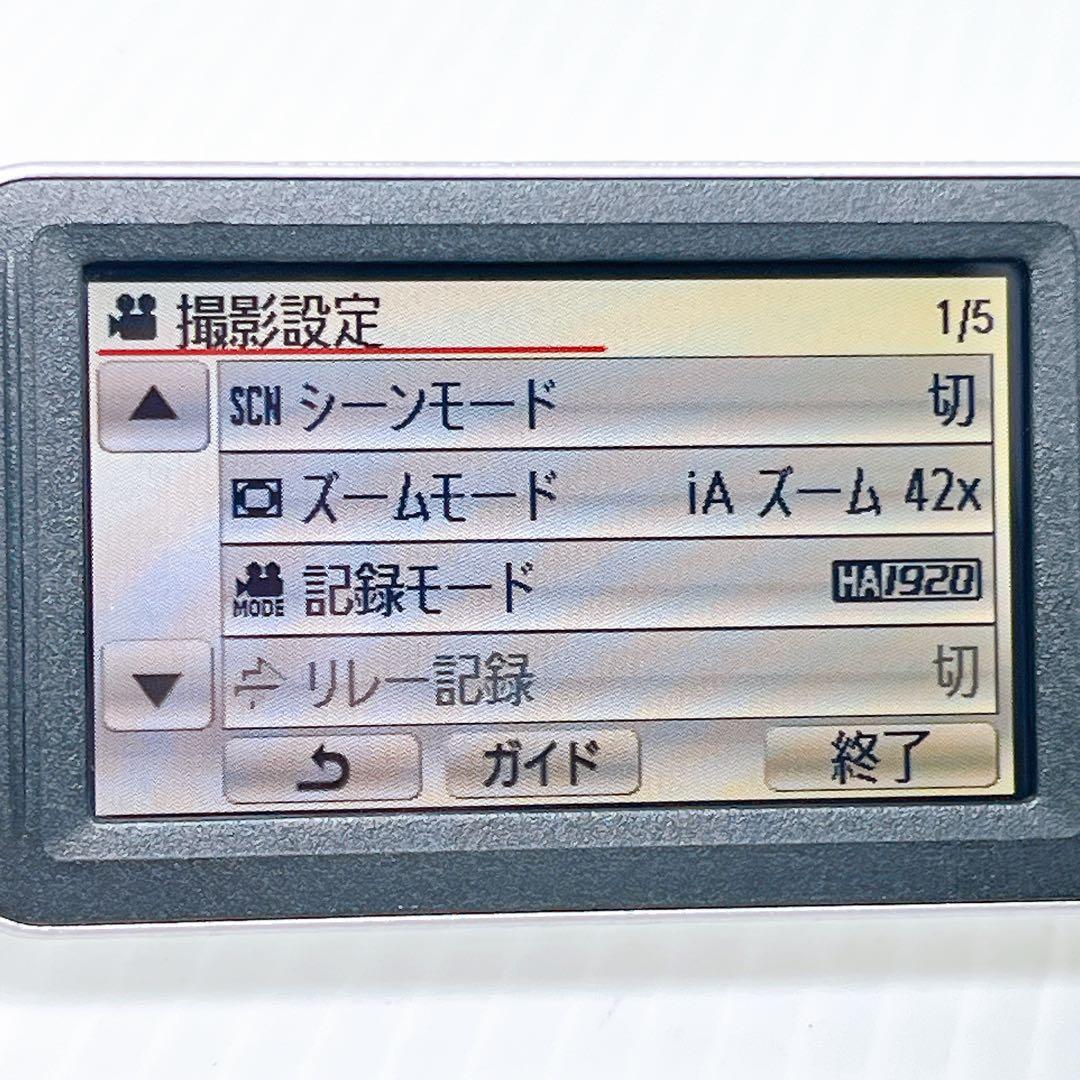 撮影設定 1/5
SCN シーンモード 切
ズームモード iA ズーム 42x
MODE 記録モード HA1920
リレー記録 切
ガイド 終了